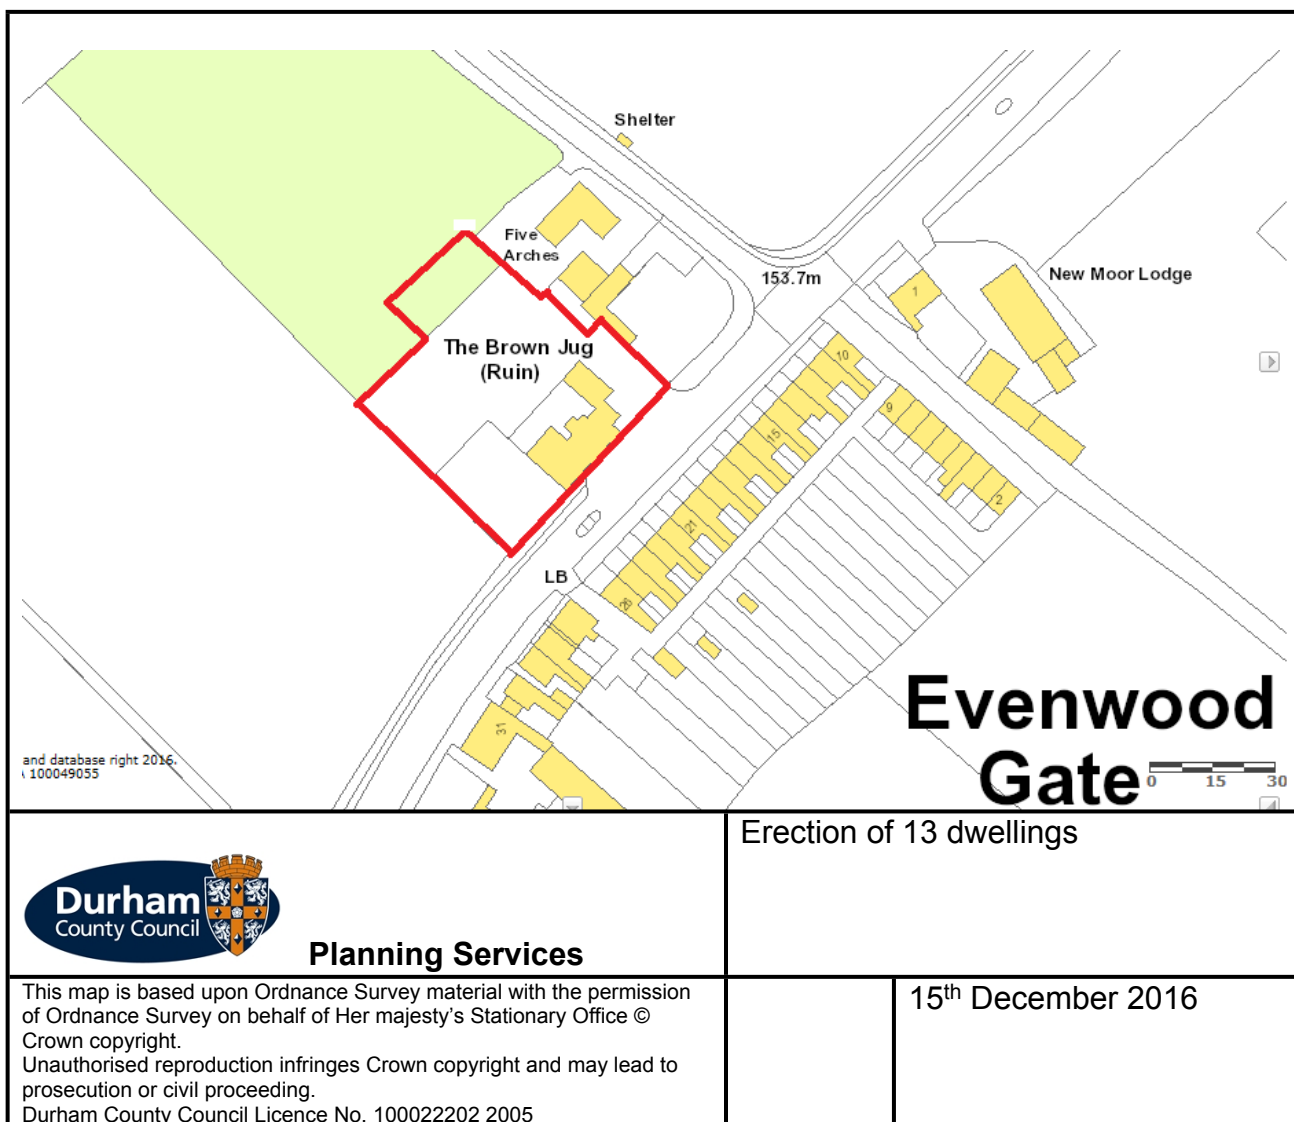 Shelter
Five
Arches
153.7m
New Moor Lodge
1
The Brown Jug
(Ruin)
10
9
15
2
21
LB
26
31
Evenwood
Gate
0 15 30
and database right 2016.
100049055
Erection of 13 dwellings
Durham
County Council
Planning Services
This map is based upon Ordnance Survey material with the permission
of Ordnance Survey on behalf of Her majesty’s Stationary Office ©
Crown copyright.
Unauthorised reproduction infringes Crown copyright and may lead to
prosecution or civil proceeding.
Durham County Council Licence No. 100022202 2005
15th December 2016